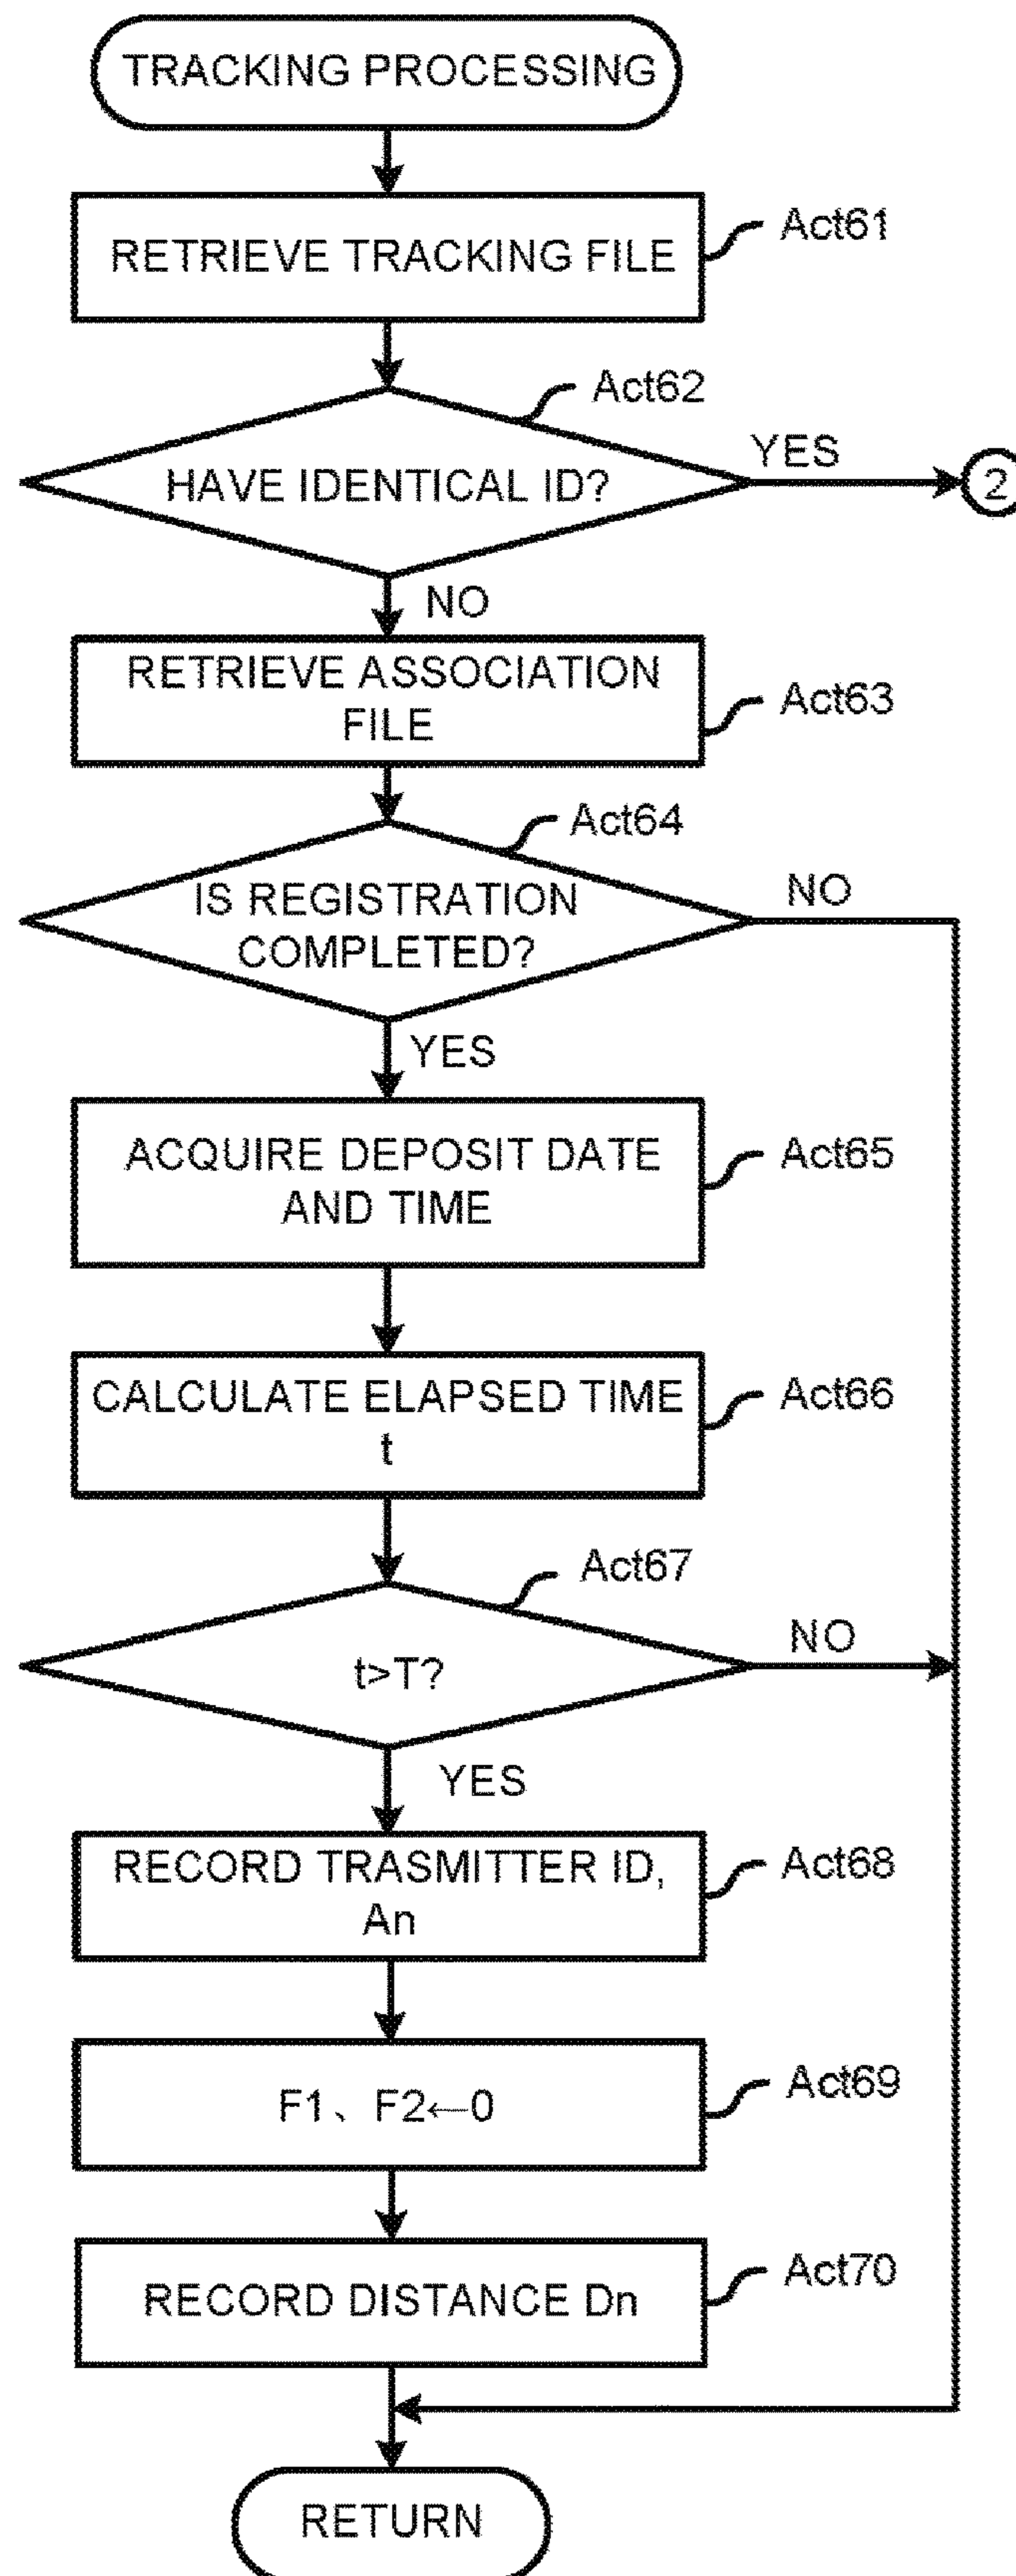 TRACKING PROCESSING
RETRIEVE TRACKING FILE
Act61
Act62
HAVE IDENTICAL ID?
YES
2
NO
RETRIEVE ASSOCIATION
FILE
Act63
Act64
IS REGISTRATION
COMPLETED?
NO
YES
ACQUIRE DEPOSIT DATE
AND TIME
Act65
CALCULATE ELAPSED TIME
t
Act66
Act67
t>T?
NO
YES
RECORD TRASMITTER ID,
An
Act68
F1、F2←0
Act69
RECORD DISTANCE Dn
Act70
RETURN